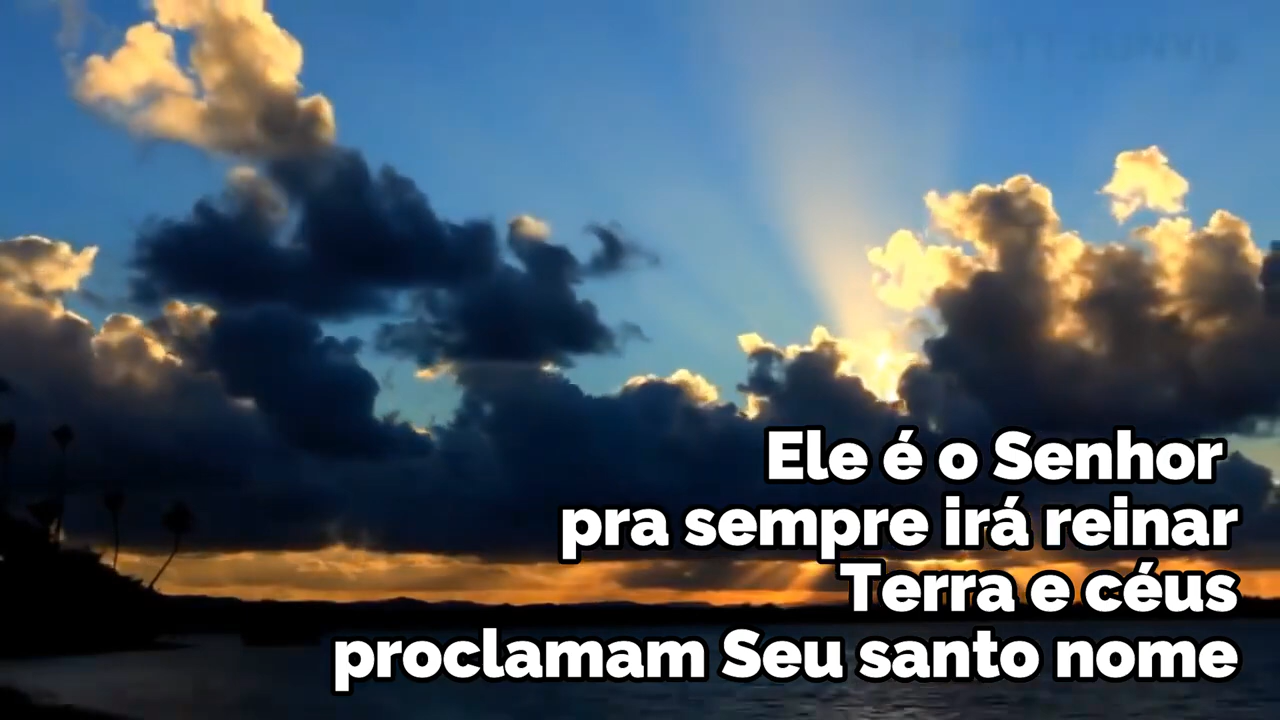 Ele é o Senhor
pra sempre irá reinar
Terra e céus
proclamam Seu santo nome